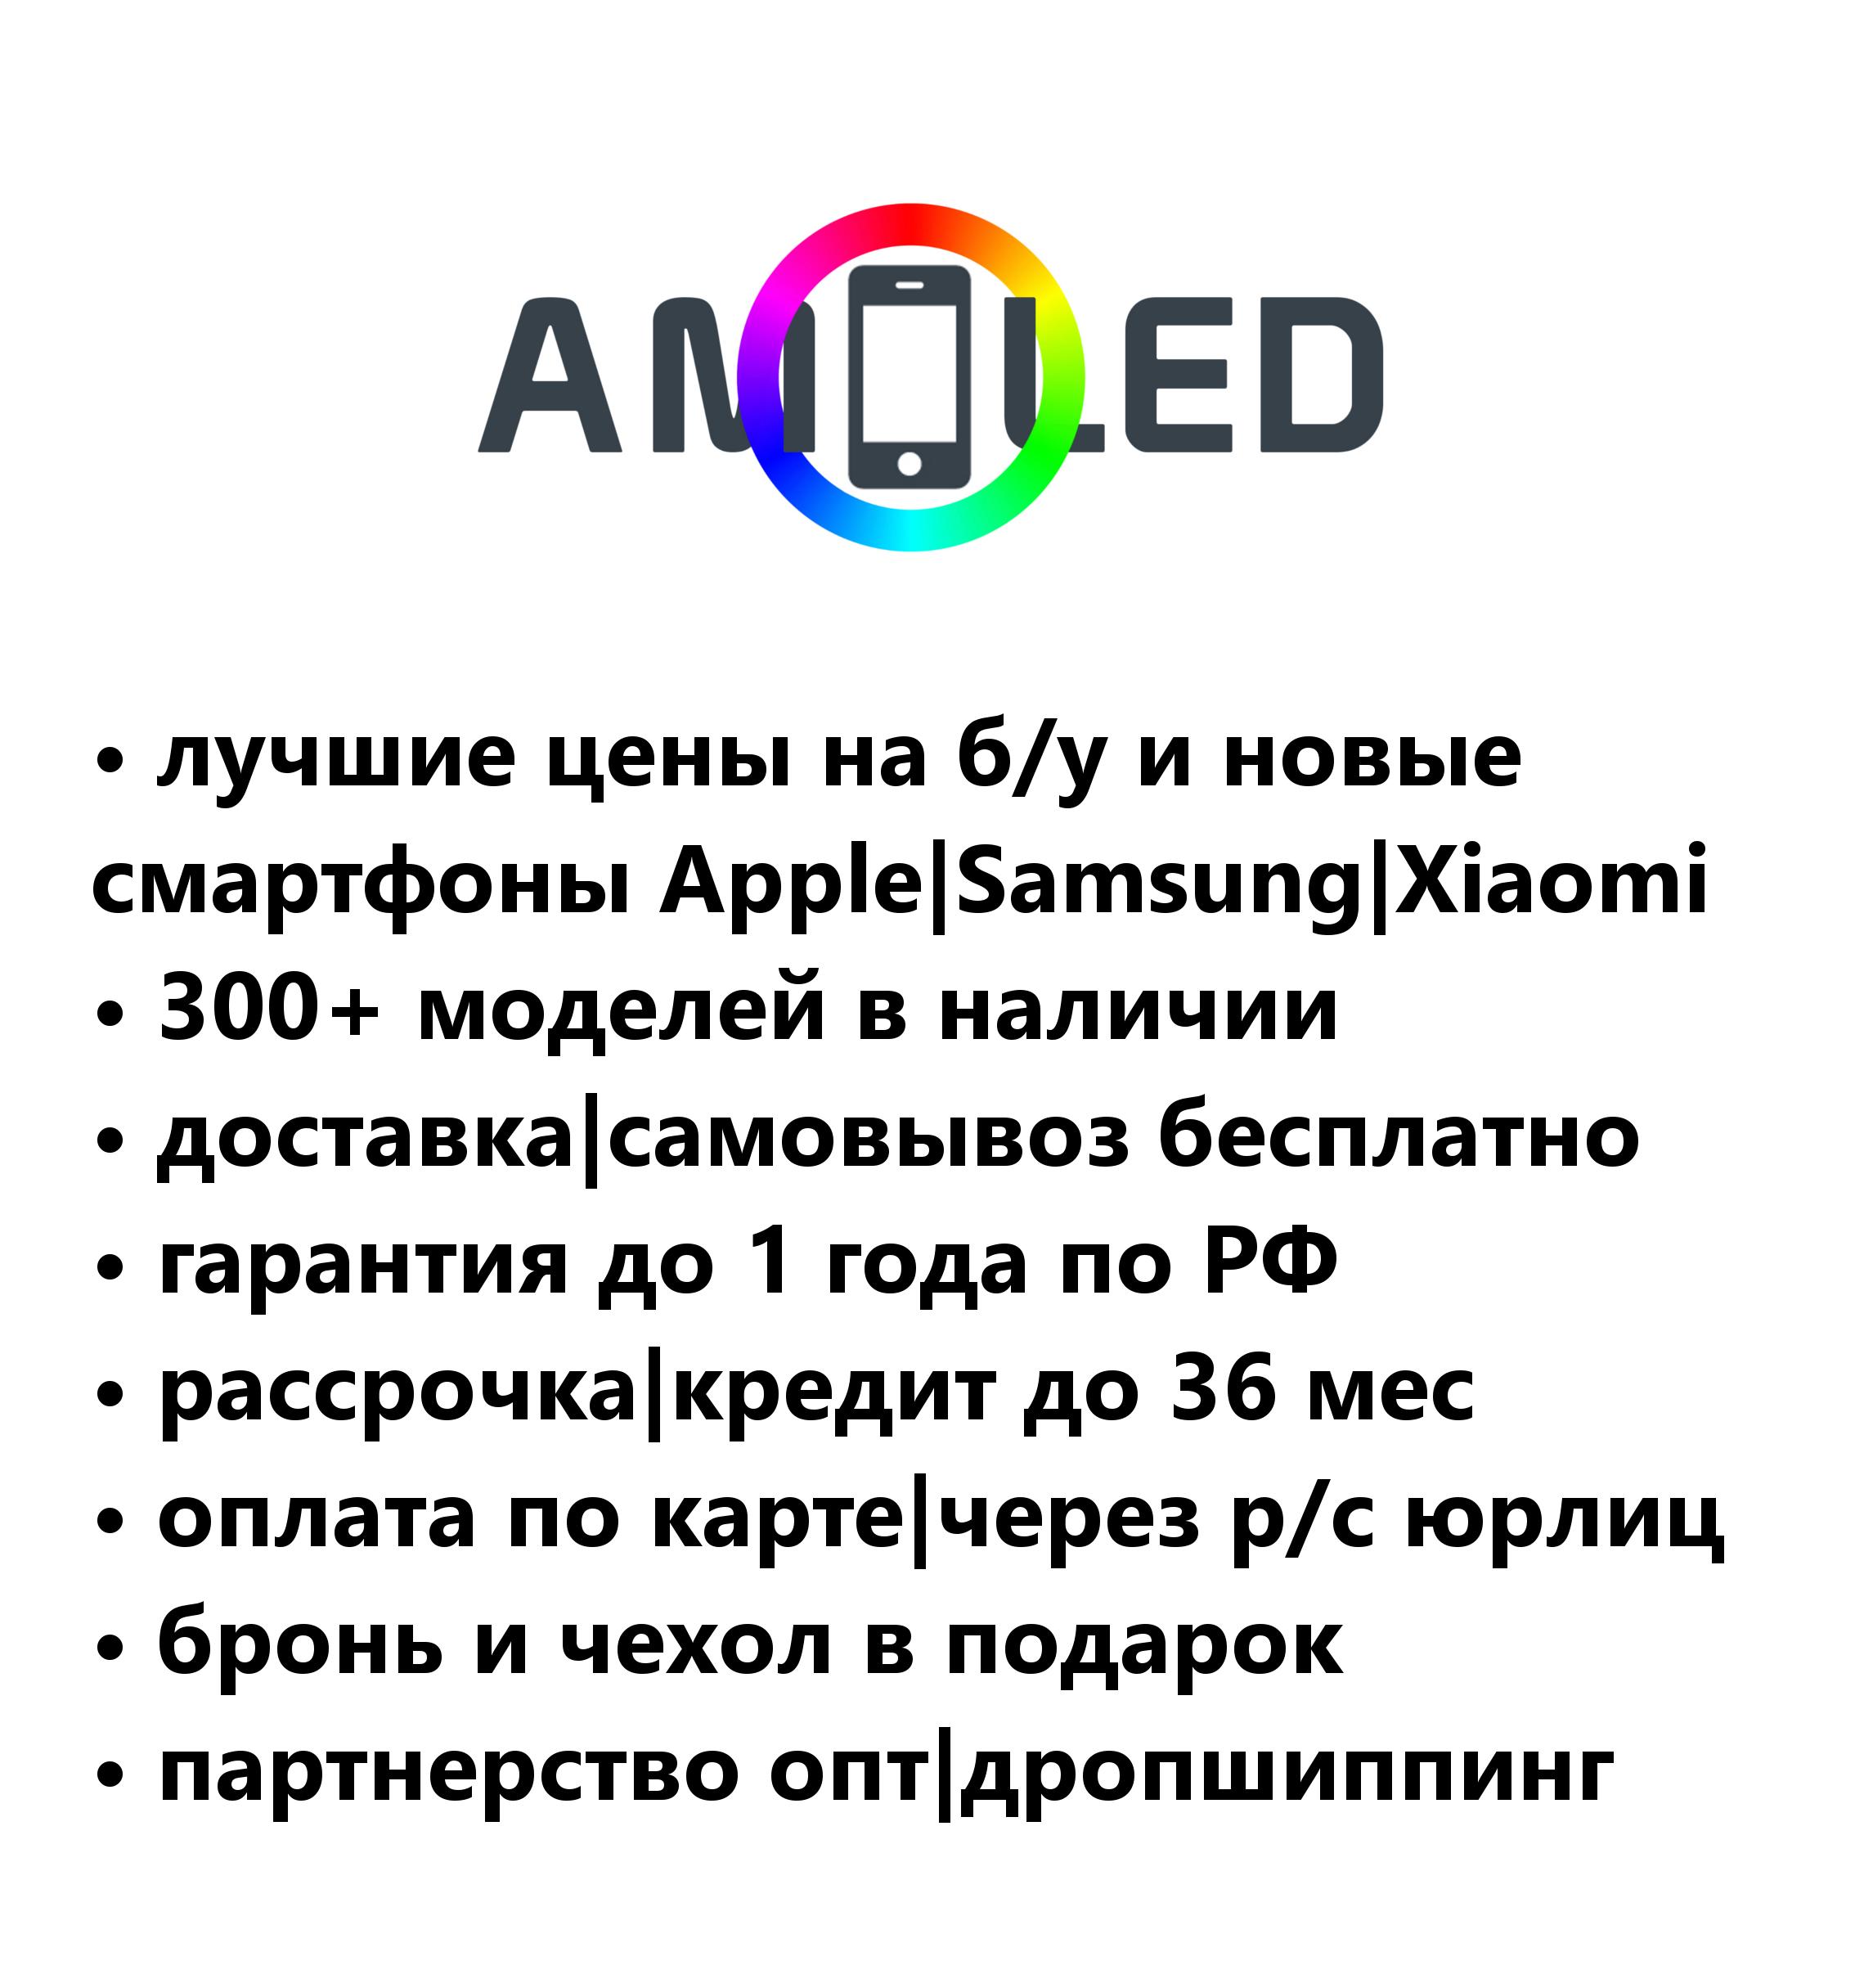 AMOLED
• лучшие цены на б/у и новые
смартфоны Apple|Samsung|Xiaomi
• 300+ моделей в наличии
• доставка|самовывоз бесплатно
• гарантия до 1 года по РФ
• рассрочка|кредит до 36 мес
• оплата по карте|через р/с юрлиц
• бронь и чехол в подарок
• партнерство опт|дропшиппинг